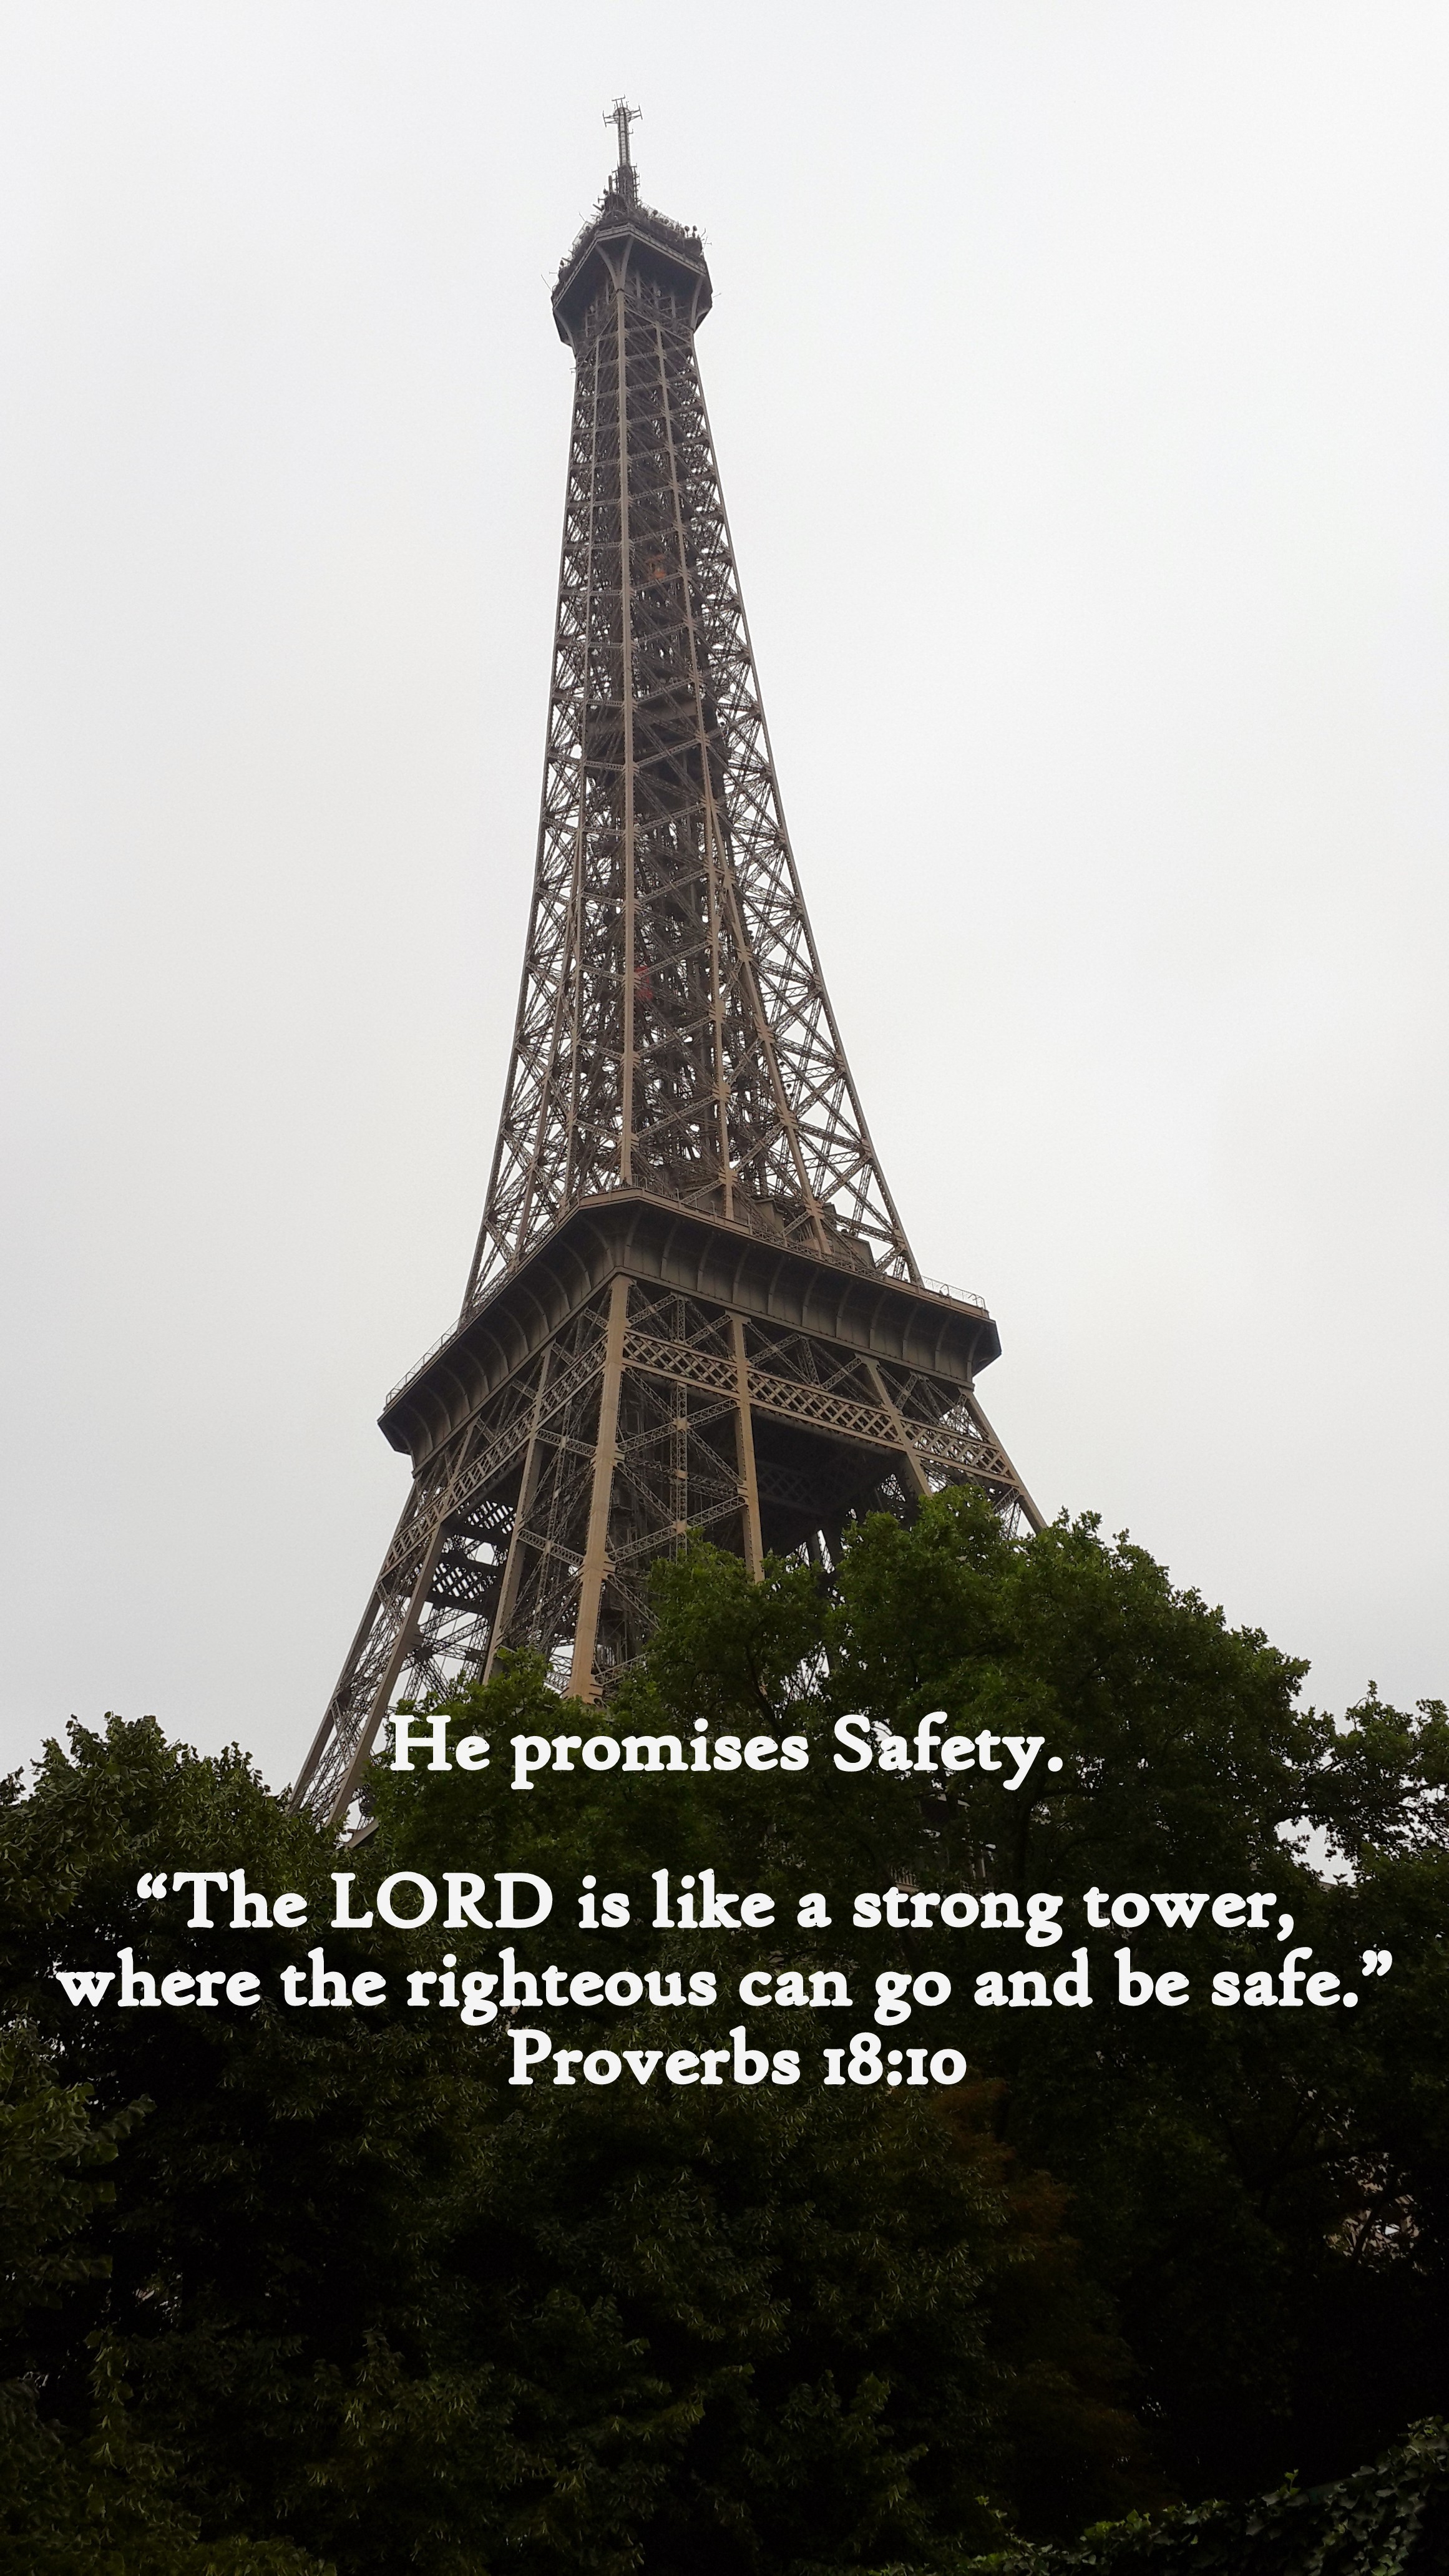 He promises Safety.
“The LORD is like a strong tower,
where the righteous can go and be safe.”
Proverbs 18:10